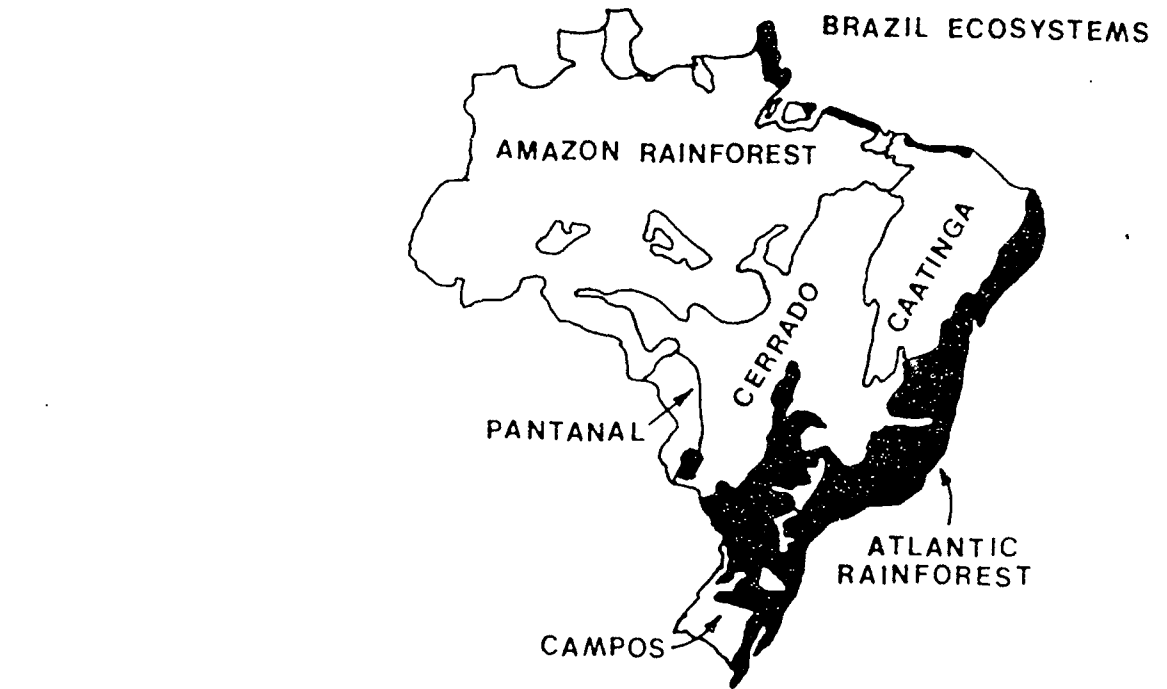 BRAZIL ECOSYSTEMS
AMAZON RAINFOREST
CAATINGA
CERRADO
PANTANAL
ATLANTIC
RAINFOREST
CAMPOS